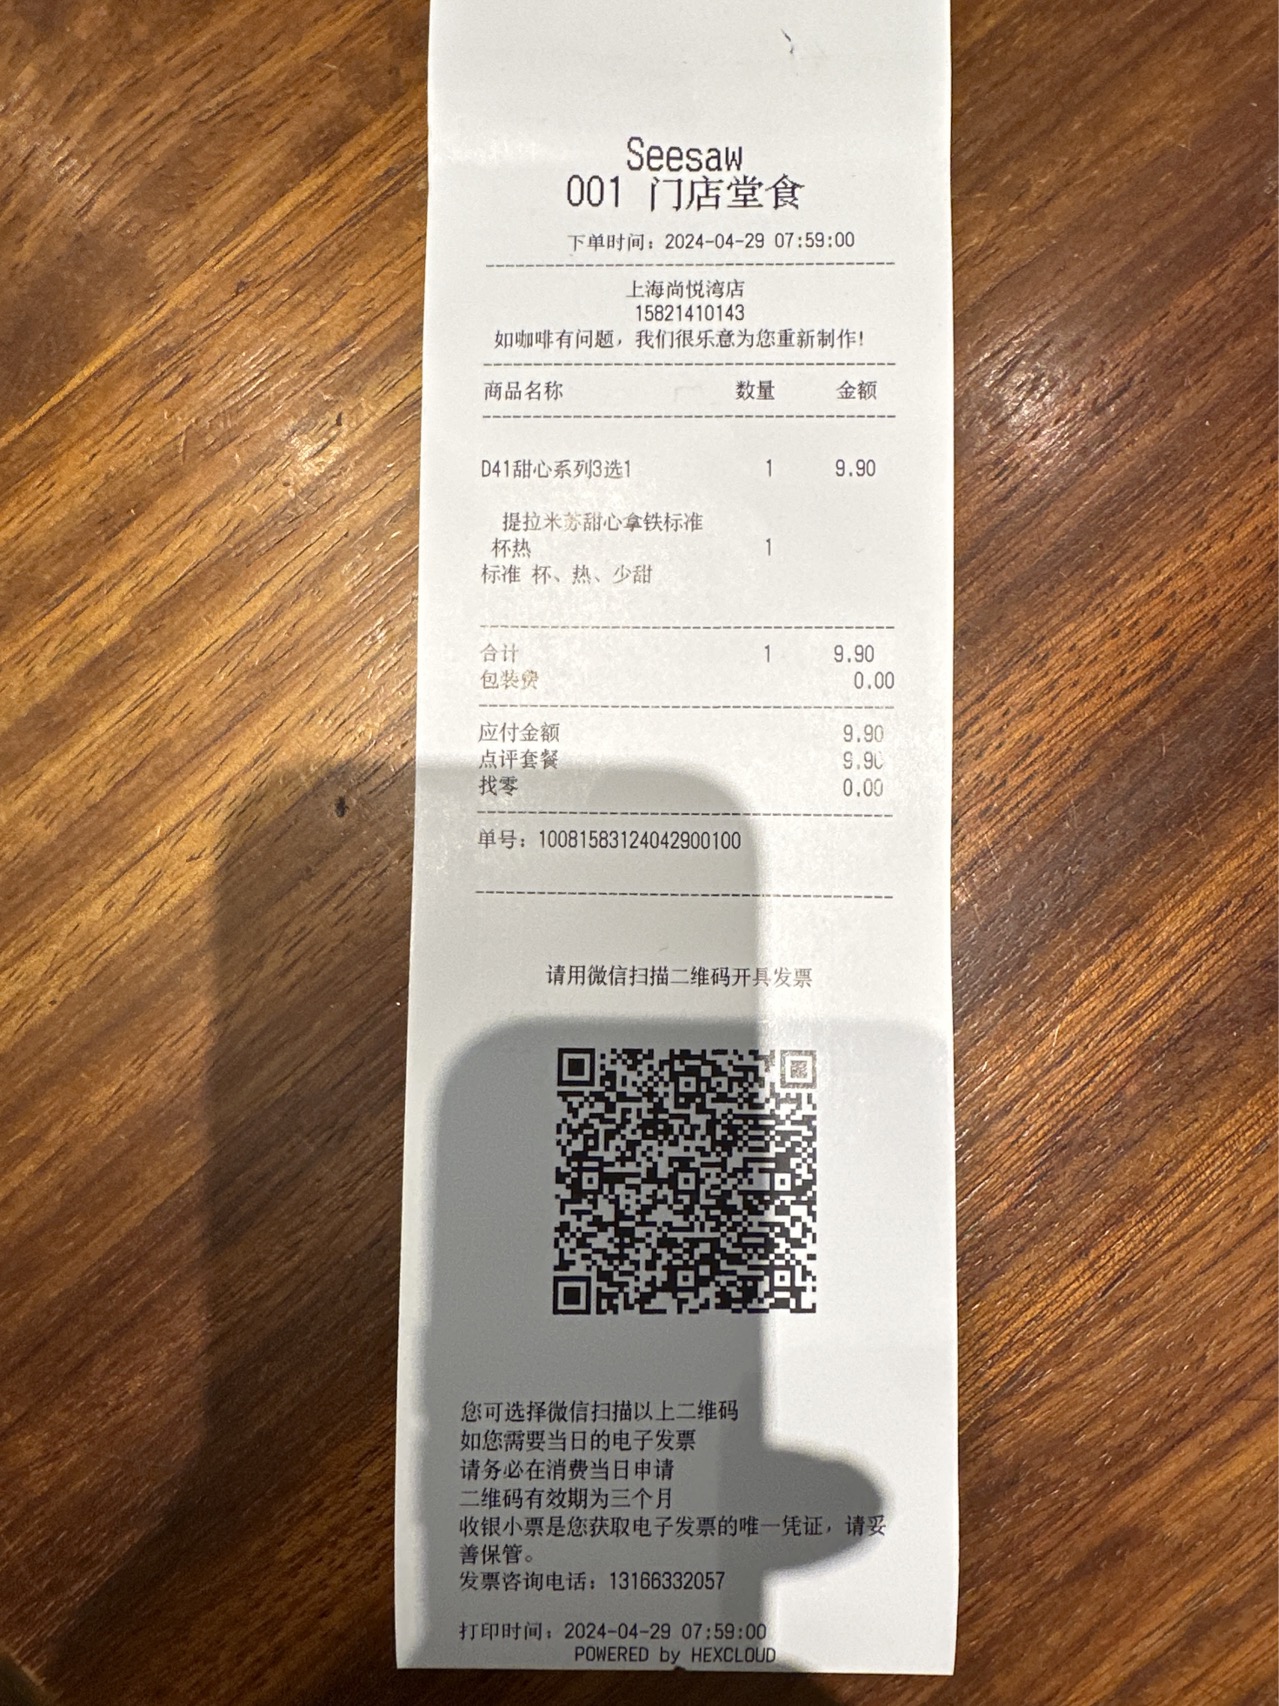 Seesaw
001 门店堂食
下单时间：2024-04-29 07:59:00
上海尚悦湾店
15821410143
如咖啡有问题，我们很乐意为您重新制作!
商品名称 数量 金额
D41甜心系列3选1 1 9.90
提拉米苏甜心拿铁标准
杯热 1
标准 杯、热、少甜
合计 1 9.90
包装费 0.00
应付金额 9.90
点评套餐 9.90
找零 0.00
单号：10081583124042900100
请用微信扫描二维码开具发票
您可选择微信扫描以上二维码
如您需要当日的电子发票
请务必在消费当日申请
二维码有效期为三个月
收银小票是您获取电子发票的唯一凭证，请妥
善保管。
发票咨询电话：13166332057
打印时间：2024-04-29 07:59:00
POWERED by HEXCLOUD